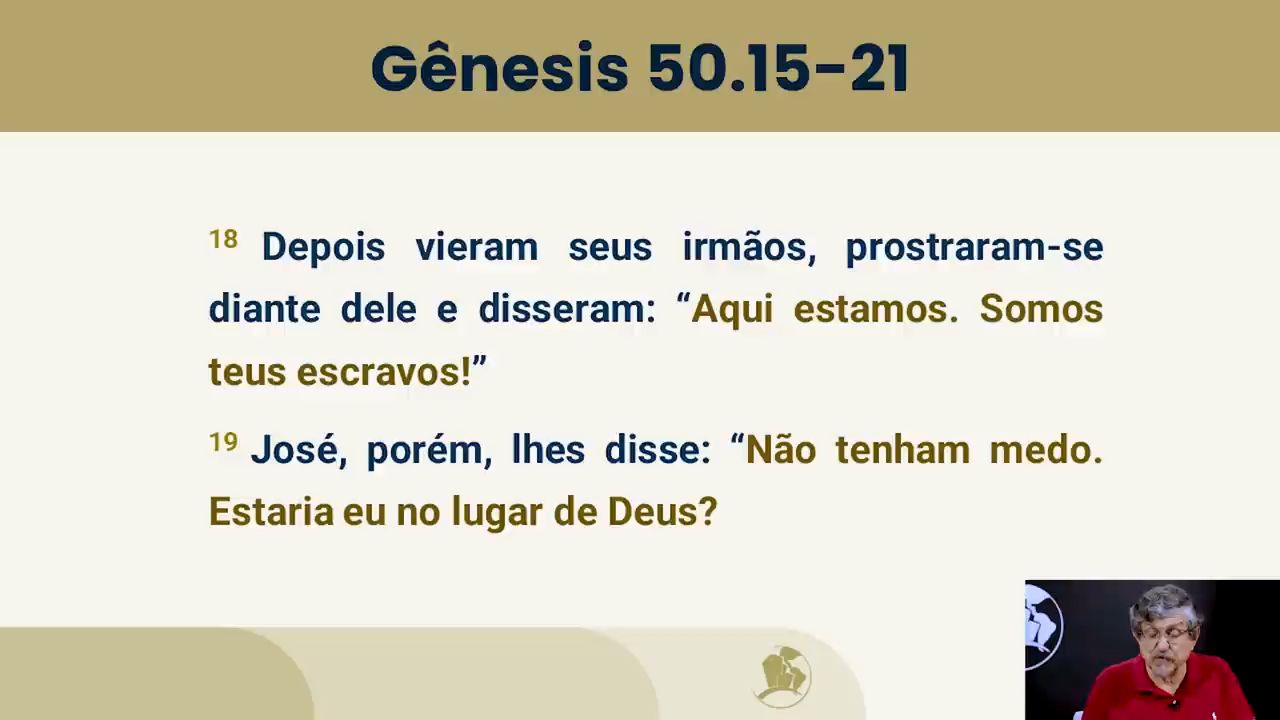 Gênesis 50.15-21
18 Depois vieram seus irmãos, prostraram-se
diante dele e disseram: “Aqui estamos. Somos
teus escravos!”
19 José, porém, lhes disse: “Não tenham medo.
Estaria eu no lugar de Deus?